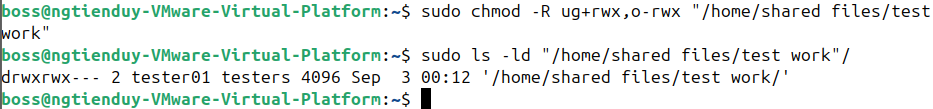 boss@ngtienduy-VMware-Virtual-Platform:~$ sudo chmod -R ug+rwx,o-rwx "/home/shared files/test
work"
boss@ngtienduy-VMware-Virtual-Platform:~$ sudo ls -ld "/home/shared files/test work"/
drwxrwx--- 2 tester01 testers 4096 Sep  3 00:12 '/home/shared files/test work/'
boss@ngtienduy-VMware-Virtual-Platform:~$